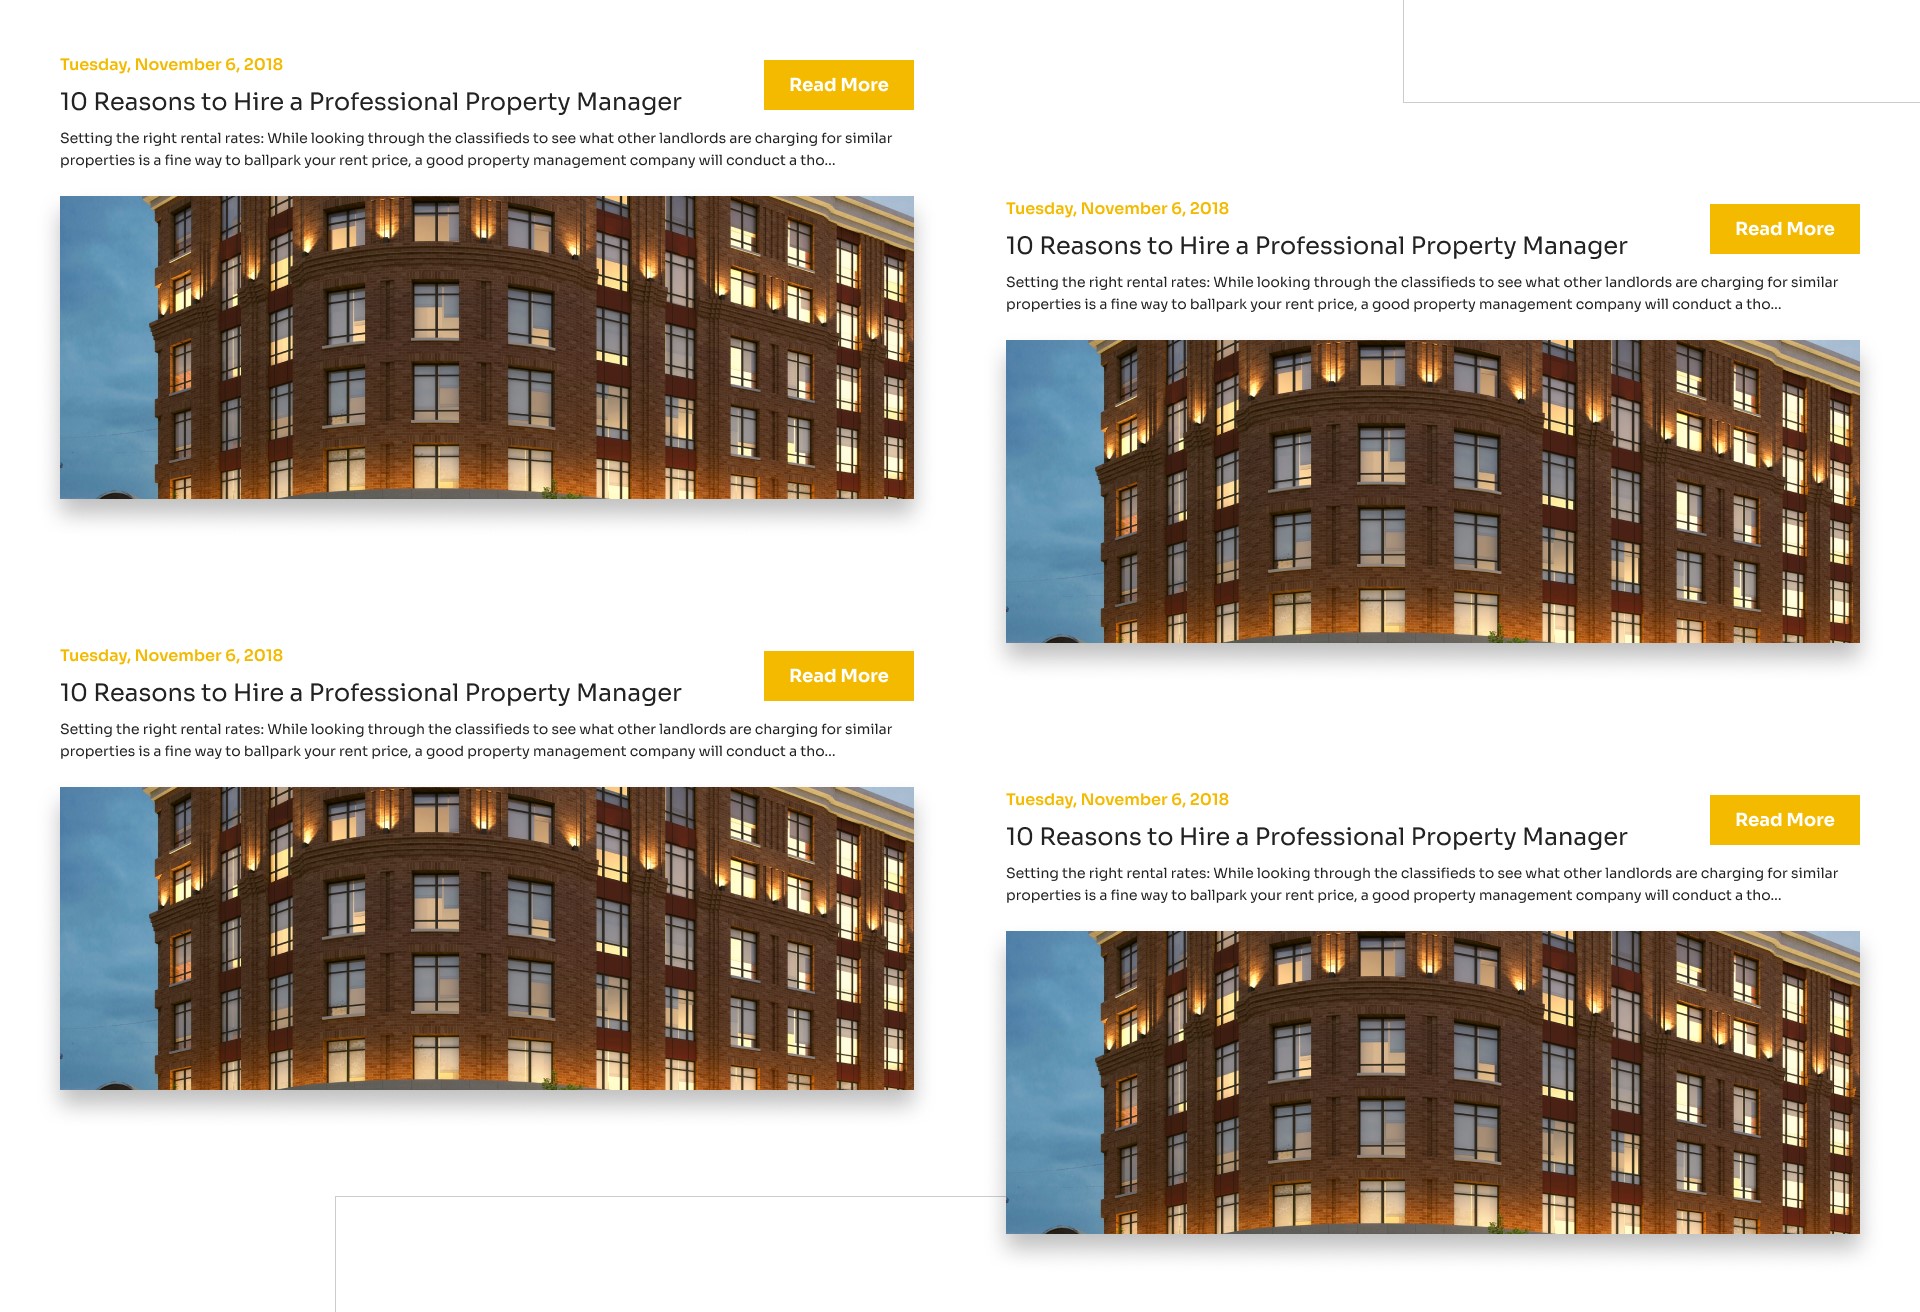 Tuesday, November 6, 2018
10 Reasons to Hire a Professional Property Manager
Read More
Setting the right rental rates: While looking through the classifieds to see what other landlords are charging for similar
properties is a fine way to ballpark your rent price, a good property management company will conduct a tho...
Tuesday, November 6, 2018
10 Reasons to Hire a Professional Property Manager
Read More
Setting the right rental rates: While looking through the classifieds to see what other landlords are charging for similar
properties is a fine way to ballpark your rent price, a good property management company will conduct a tho...
Tuesday, November 6, 2018
10 Reasons to Hire a Professional Property Manager
Read More
Setting the right rental rates: While looking through the classifieds to see what other landlords are charging for similar
properties is a fine way to ballpark your rent price, a good property management company will conduct a tho...
Tuesday, November 6, 2018
10 Reasons to Hire a Professional Property Manager
Read More
Setting the right rental rates: While looking through the classifieds to see what other landlords are charging for similar
properties is a fine way to ballpark your rent price, a good property management company will conduct a tho...